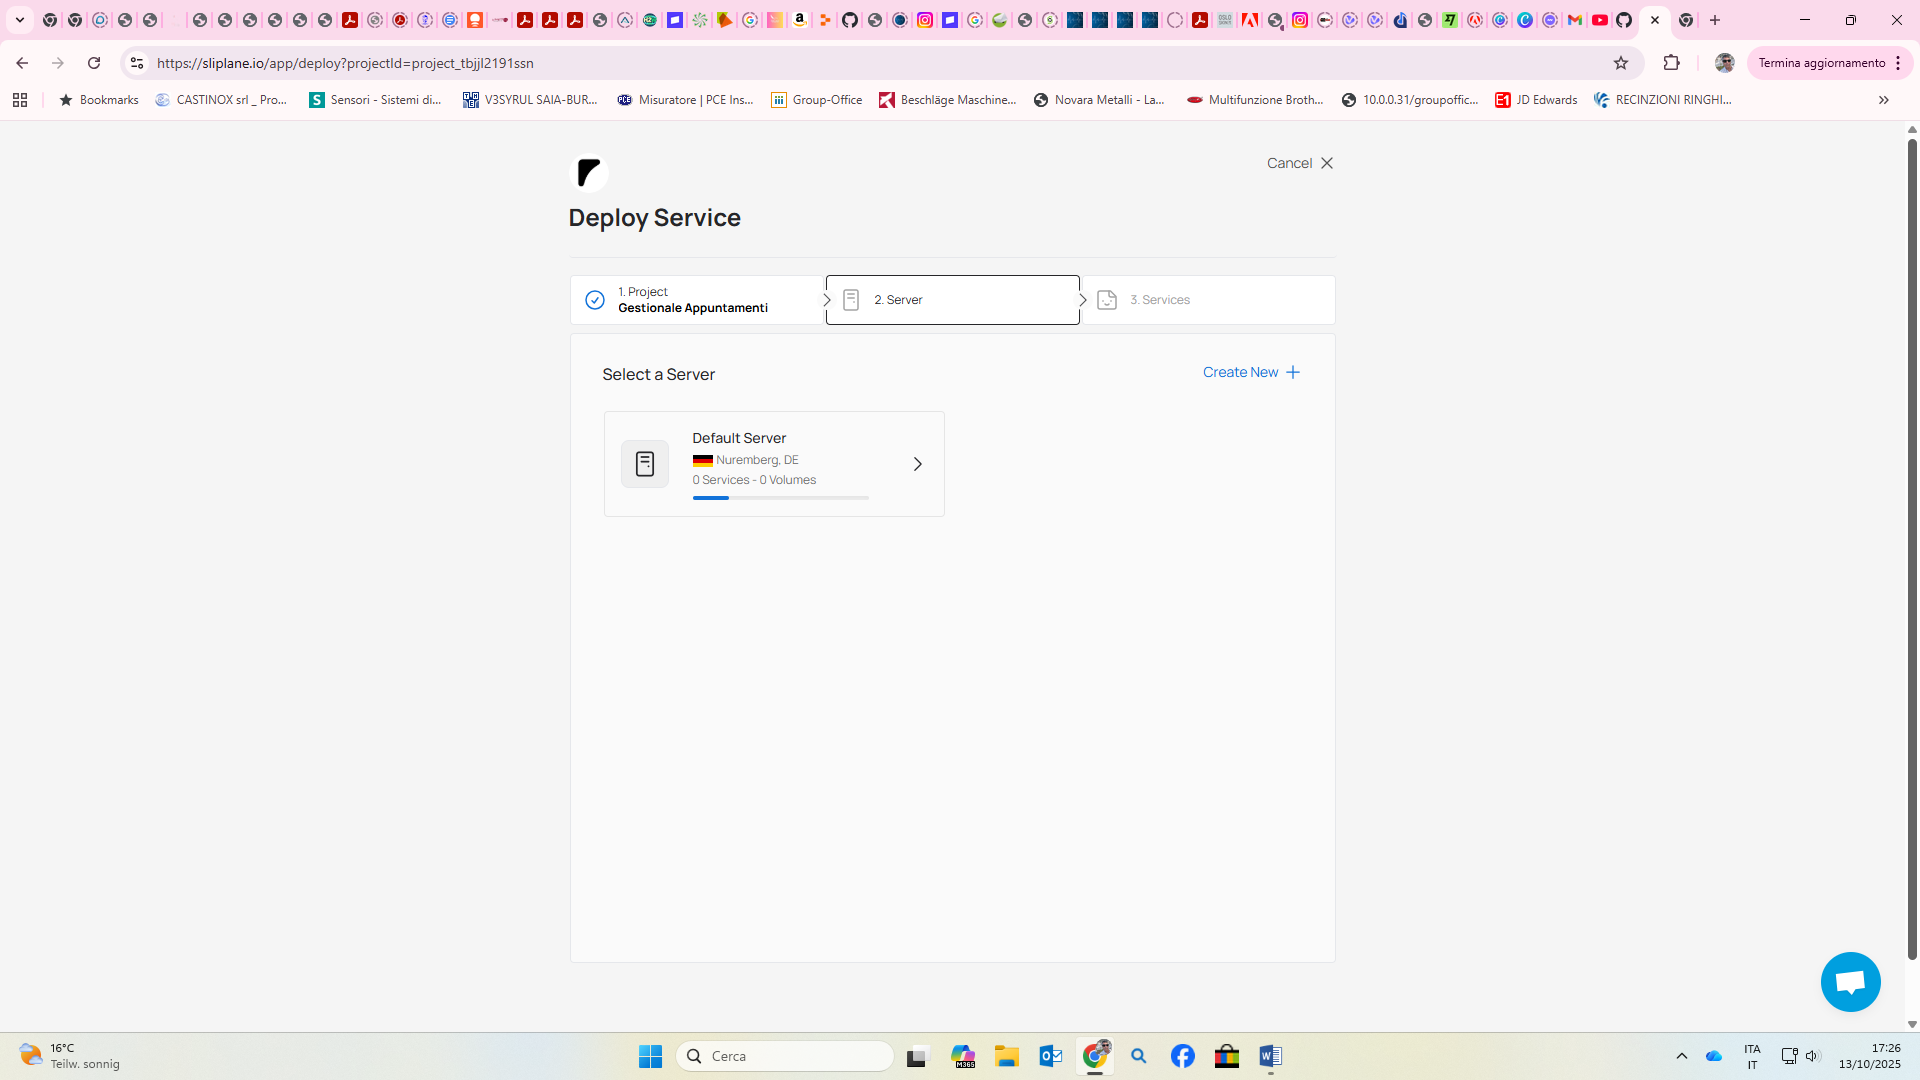 https://sliplane.io/app/deploy?projectId=project_tbjjl2191ssn
Termina aggiornamento
Bookmarks
CASTINOX srl _ Pro...
Sensori - Sistemi di...
V3SYRUL SAIA-BUR...
Misuratore | PCE Ins...
Group-Office
Beschläge Maschine...
Novara Metalli - La...
Multifunzione Broth...
10.0.0.31/groupoffic...
JD Edwards
RECINZIONI RINGHI...
Cancel
Deploy Service
1. Project
Gestionale Appuntamenti
2. Server
3. Services
Select a Server
Create New
Default Server
Nuremberg, DE
0 Services - 0 Volumes
16°C
Teilw. sonnig
Cerca
ITA
IT
17:26
13/10/2025